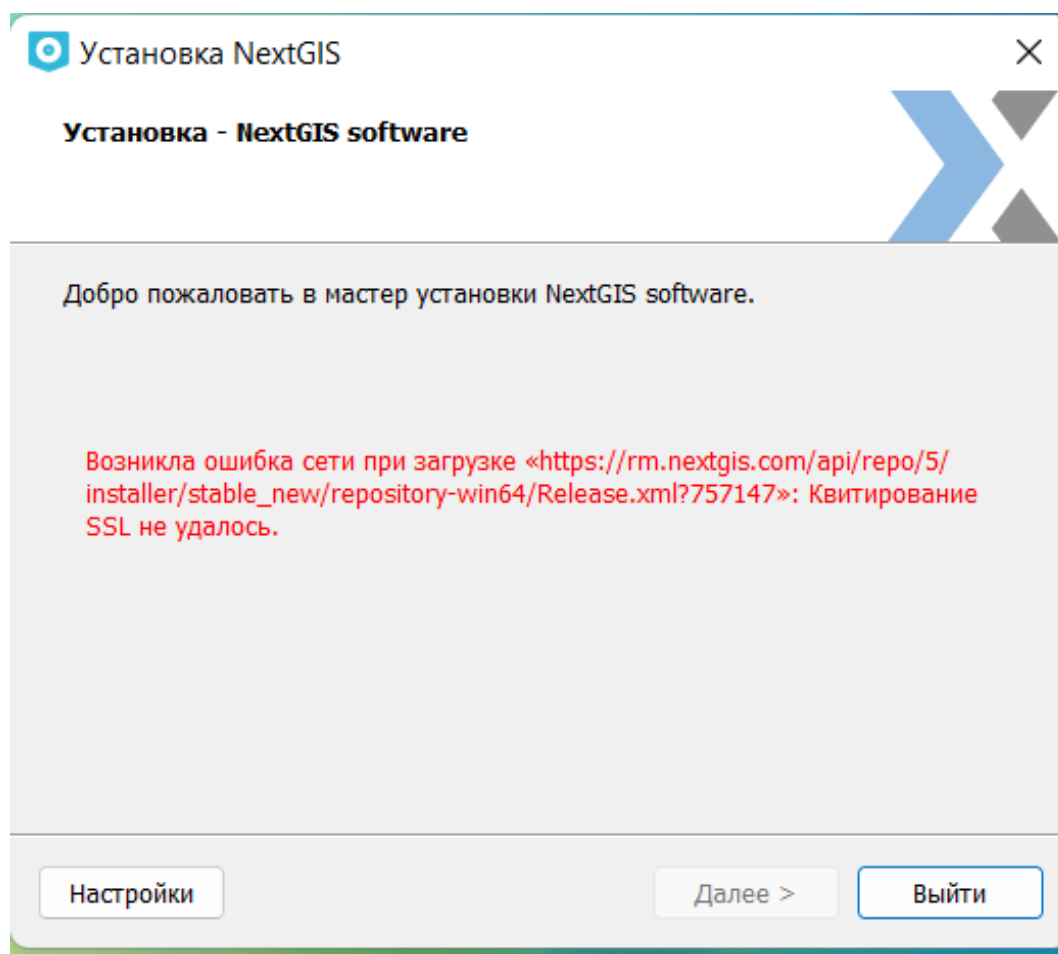 Установка NextGIS
Установка - NextGIS software
Добро пожаловать в мастер установки NextGIS software.
Возникла ошибка сети при загрузке «https://rm.nextgis.com/api/repo/5/
installer/stable_new/repository-win64/Release.xml?757147»: Квитирование
SSL не удалось.
Настройки
Далее >
Выйти